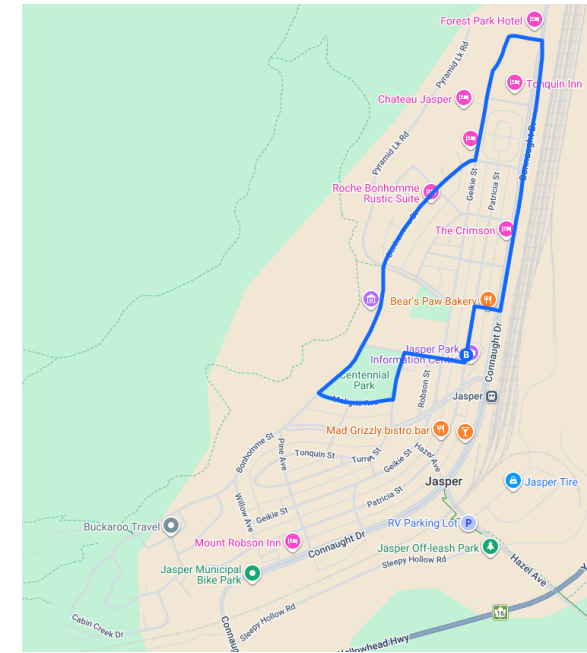 Forest Park Hotel
Pyramid Lk Rd
Tonquin Inn
Chateau Jasper
Connaught Dr
Pyramid Lk Rd
Geikie St
Patricia St
Roche Bonhomme
Rustic Suite
The Crimson
Bear's Paw Bakery
Connaught Dr
Jasper Park
Information Centre
B
Centennial
Park
Robson St
Jasper
Maligne Ave
Mad Grizzly bistro.bar
Bonhomme St
Pine Ave
Tonquin St
Turret St
Geikie St
Hazel Ave
Jasper
Jasper Tire
Willow Ave
Patricia St
Geikie St
Buckaroo Travel
RV Parking Lot
P
Mount Robson Inn
Connaught Dr
Jasper Off-leash Park
Sleepy Hollow Rd
Hazel Ave
Jasper Municipal
Bike Park
Sleepy Hollow Rd
16
Cabin Creek Dr
Y